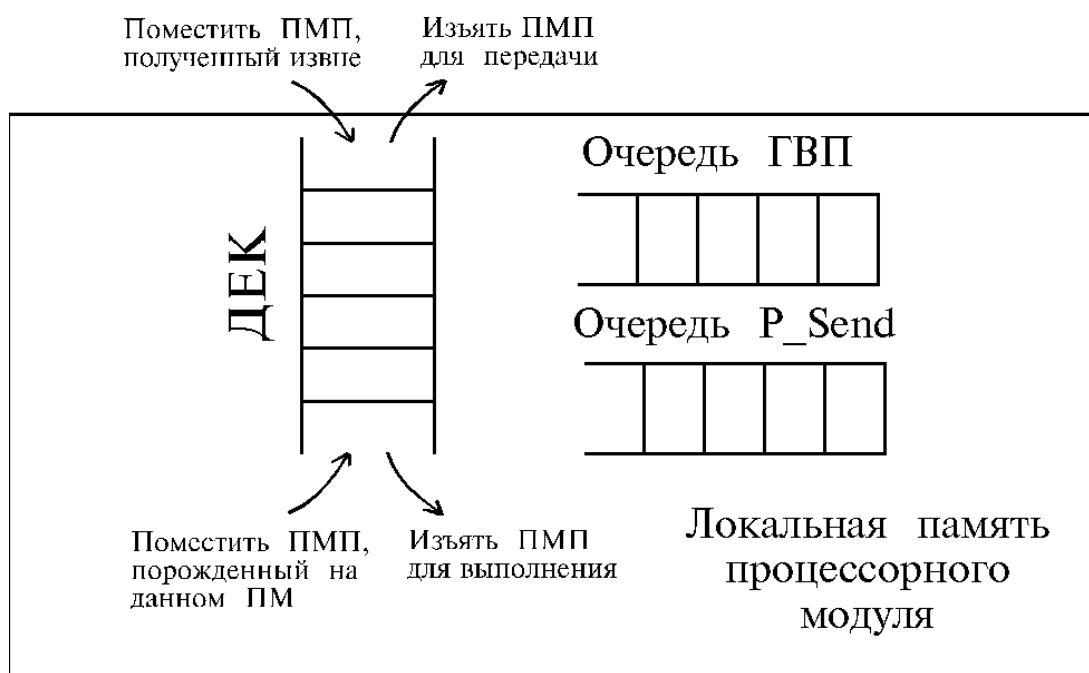 Поместить ПМП,
полученный извне
Изъять ПМП
для передачи
ДЕК
Очередь ГВП
Очередь P_Send
Поместить ПМП,
порожденный на
данном ПМ
Изъять ПМП
для выполнения
Локальная память
процессорного
модуля